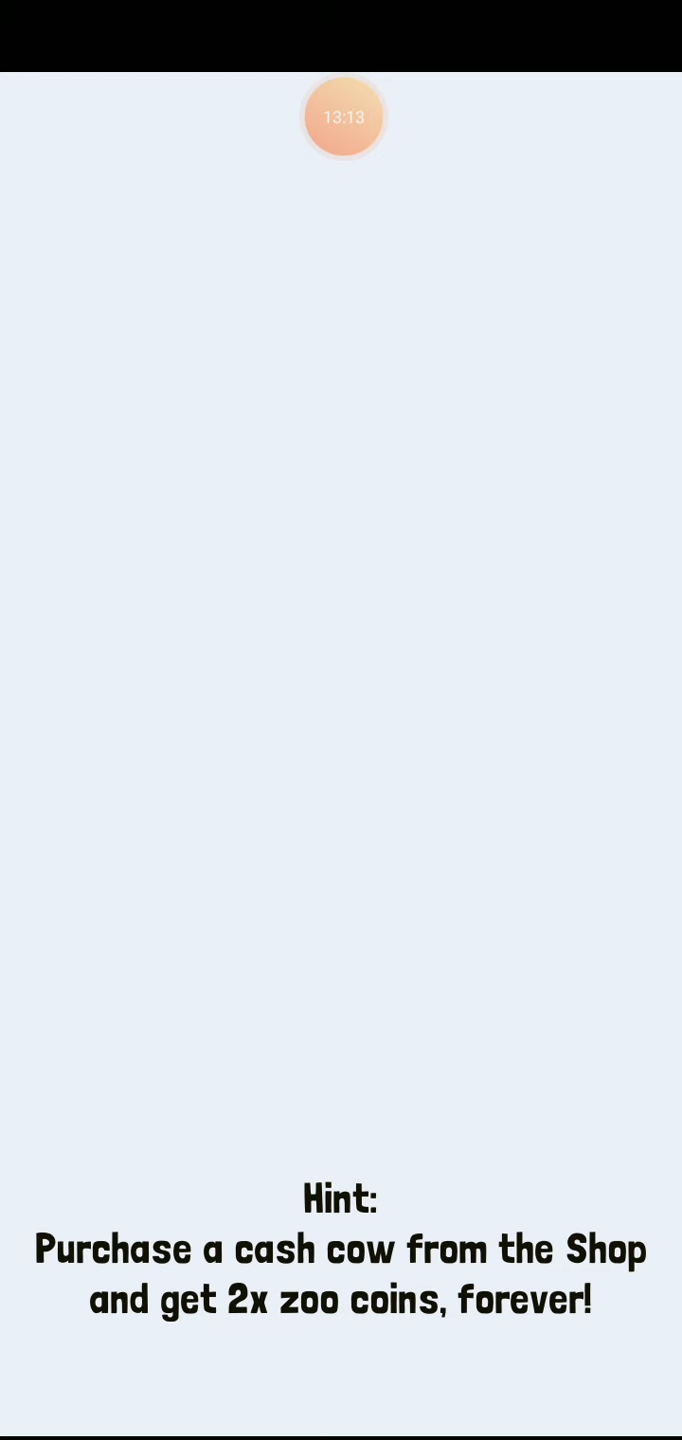 13:13
Hint:
Purchase a cash cow from the Shop
and get 2x zoo coins, forever!